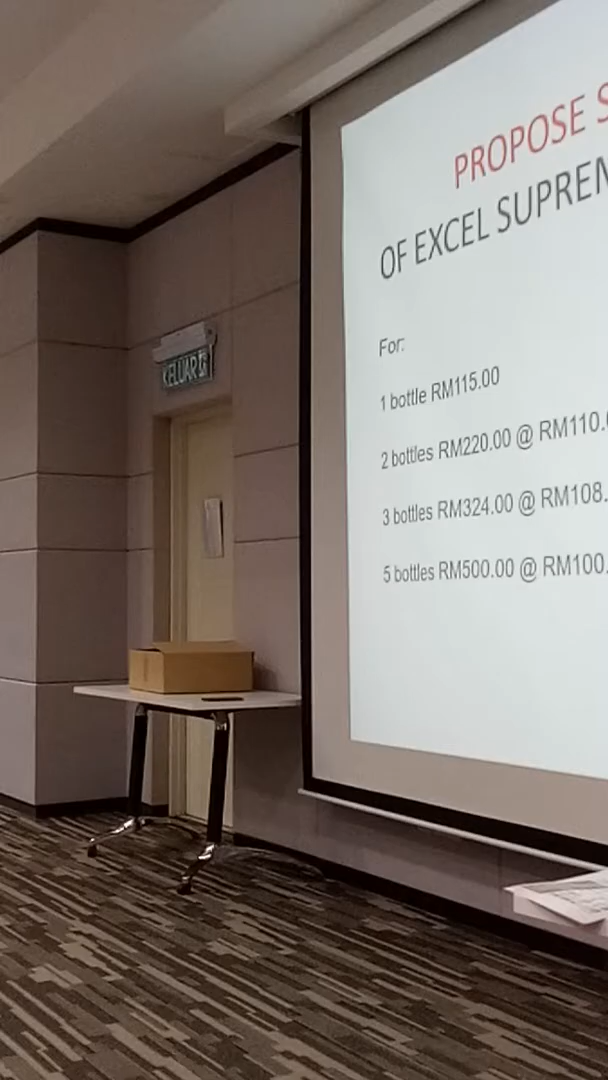 KELUAR
PROPOSE
OF EXCEL
For:
1 bottle RM115.00
2 bottles RM220.00 @ RM110.
3 bottles RM324.00 @ RM108.
5 bottles RM500.00 @ RM100.